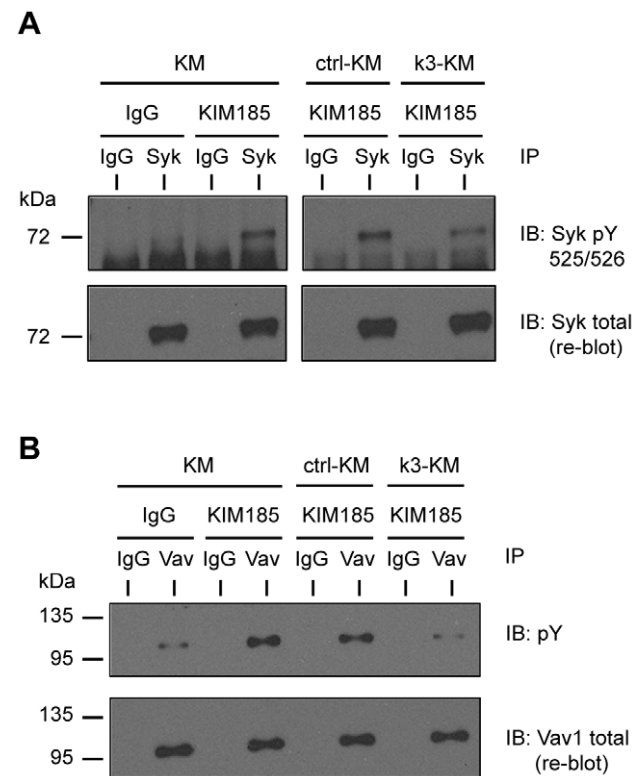 A
KM ctrl-KM k3-KM
IgG KIM185 KIM185 KIM185
IgG Syk IgG Syk IgG Syk IgG Syk IP
kDa
72 IB: Syk pY
525/526
72 IB: Syk total
(re-blot)
B
KM ctrl-KM k3-KM
IgG KIM185 KIM185 KIM185
IgG Vav IgG Vav IgG Vav IgG Vav IP
kDa
135 IB: pY
95
135 IB: Vav1 total
95 (re-blot)